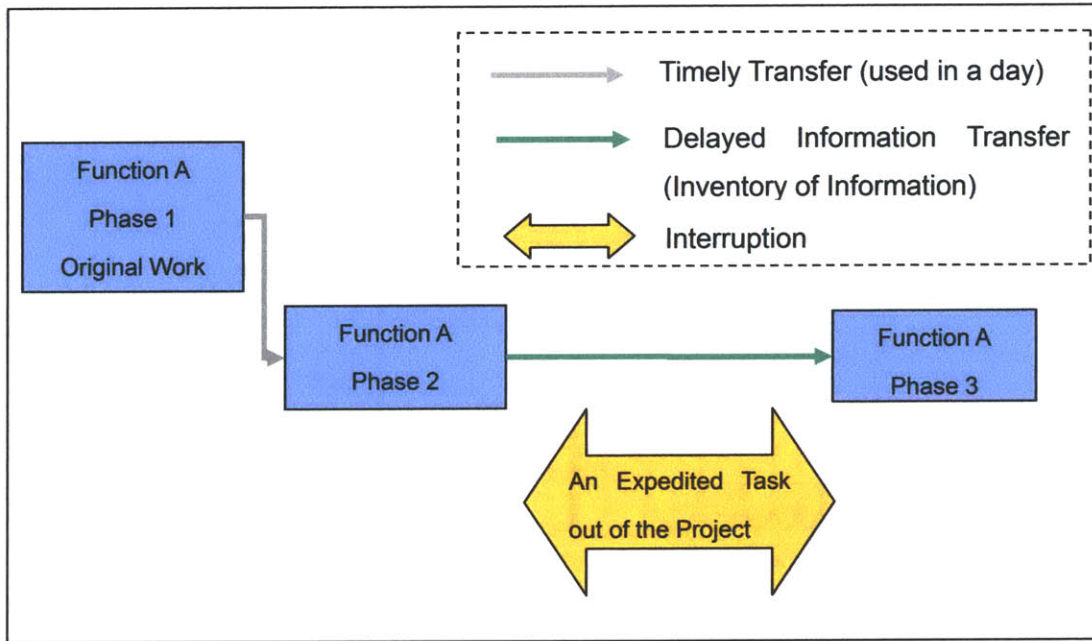 Timely Transfer (used in a day)
Delayed Information Transfer
(Inventory of Information)
Interruption
Function A
Phase 1
Original Work
Function A
Phase 2
Function A
Phase 3
An Expedited Task
out of the Project